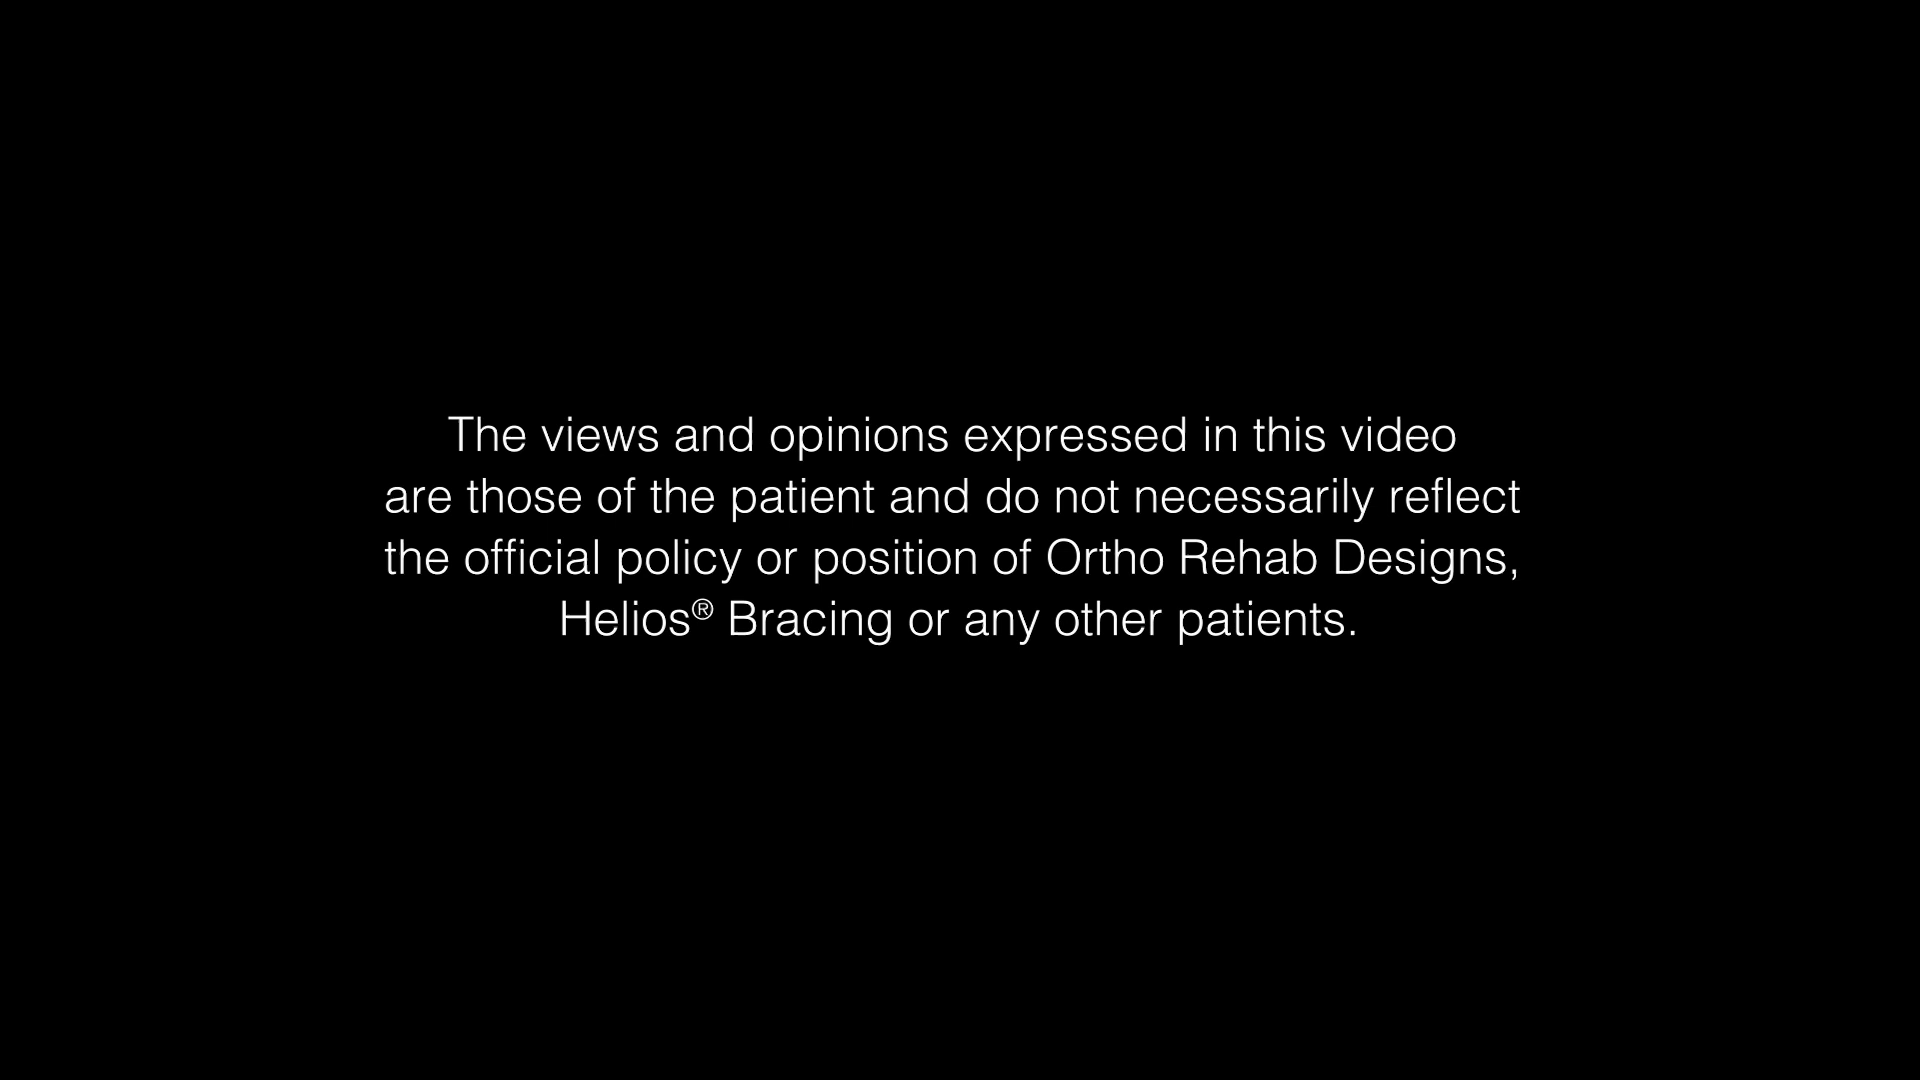 The views and opinions expressed in this video
are those of the patient and do not necessarily reflect
the official policy or position of Ortho Rehab Designs,
Helios® Bracing or any other patients.